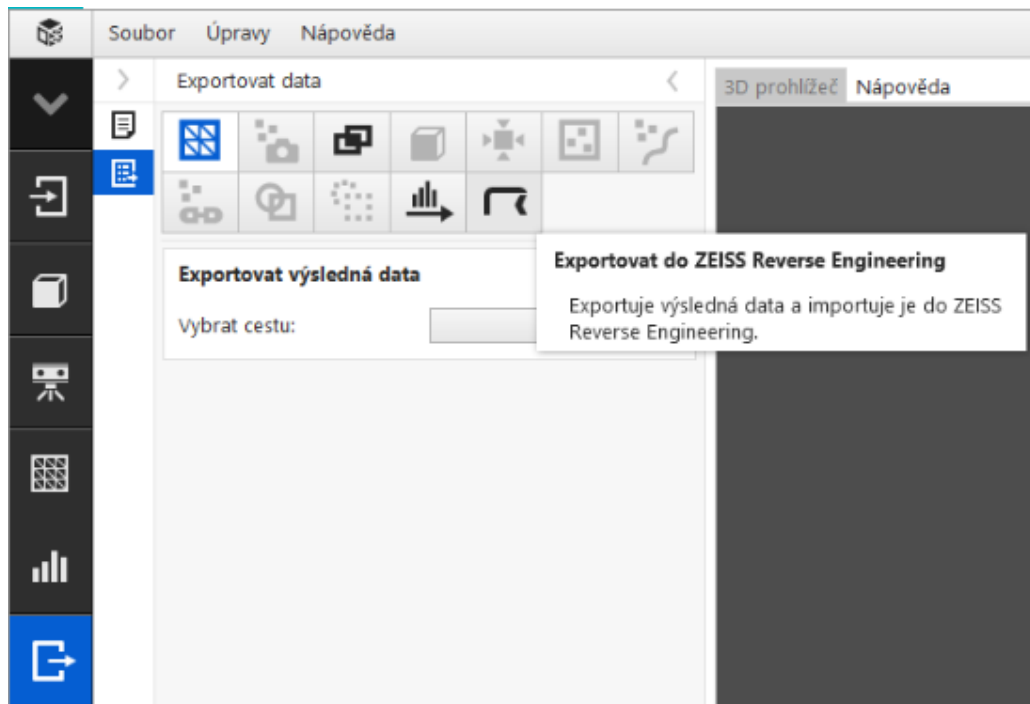 Soubor Úpravy Nápověda
Exportovat data
3D prohlížeč Nápověda
Exportovat výsledná data
Vybrat cestu:
Exportovat do ZEISS Reverse Engineering
Exportuje výsledná data a importuje je do ZEISS
Reverse Engineering.